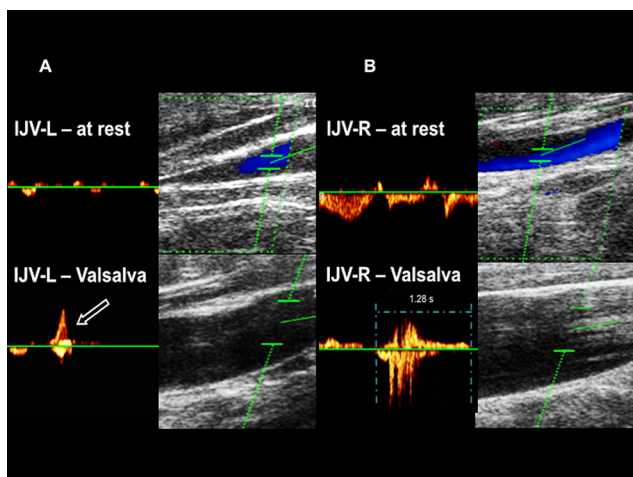 A
B
IJV-L – at rest
IJV-R – at rest
IJV-L – Valsalva
IJV-R – Valsalva
1.28 s